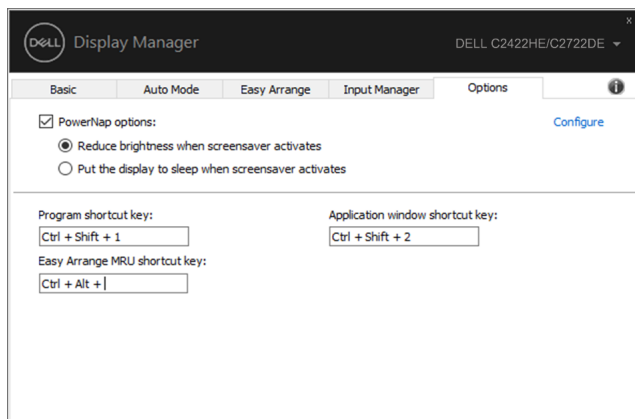 x
DELL Display Manager
DELL C2422HE/C2722DE
Basic Auto Mode Easy Arrange Input Manager Options
PowerNap options: Configure
Reduce brightness when screensaver activates
Put the display to sleep when screensaver activates
Program shortcut key: Application window shortcut key:
Ctrl + Shift + 1 Ctrl + Shift + 2
Easy Arrange MRU shortcut key:
Ctrl + Alt +